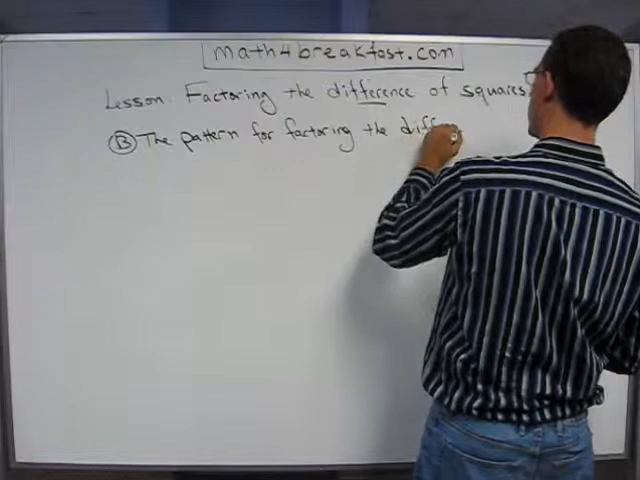 math4breakfast.com
Lesson. Factoring the difference of squares.
B The pattern for factoring the diff